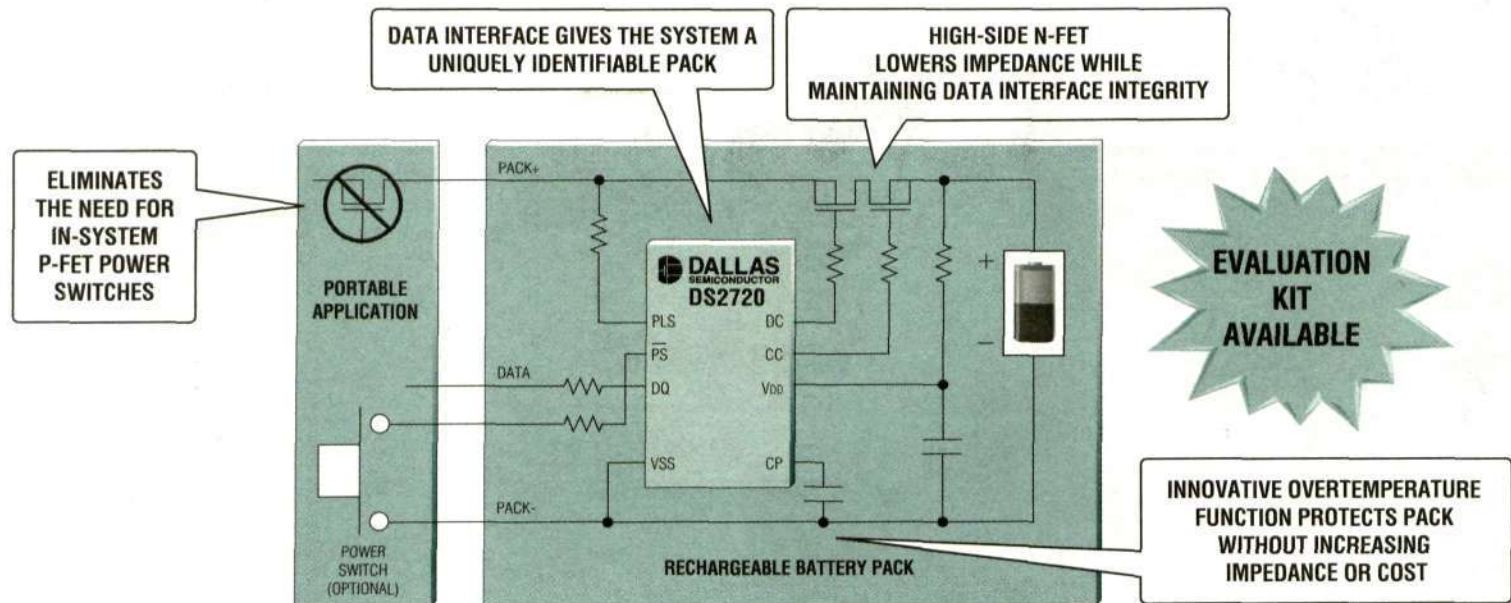 DATA INTERFACE GIVES THE SYSTEM A
UNIQUELY IDENTIFIABLE PACK
HIGH-SIDE N-FET
LOWERS IMPEDANCE WHILE
MAINTAINING DATA INTERFACE INTEGRITY
ELIMINATES
THE NEED FOR
IN-SYSTEM
P-FET POWER
SWITCHES
PORTABLE
APPLICATION
PACK+
DALLAS
SEMICONDUCTOR
DS2720
PLS
DC
PS
CC
DATA
DQ
VDD
VSS
CP
PACK-
POWER
SWITCH
(OPTIONAL)
RECHARGEABLE BATTERY PACK
+
−
EVALUATION
KIT
AVAILABLE
INNOVATIVE OVERTEMPERATURE
FUNCTION PROTECTS PACK
WITHOUT INCREASING
IMPEDANCE OR COST